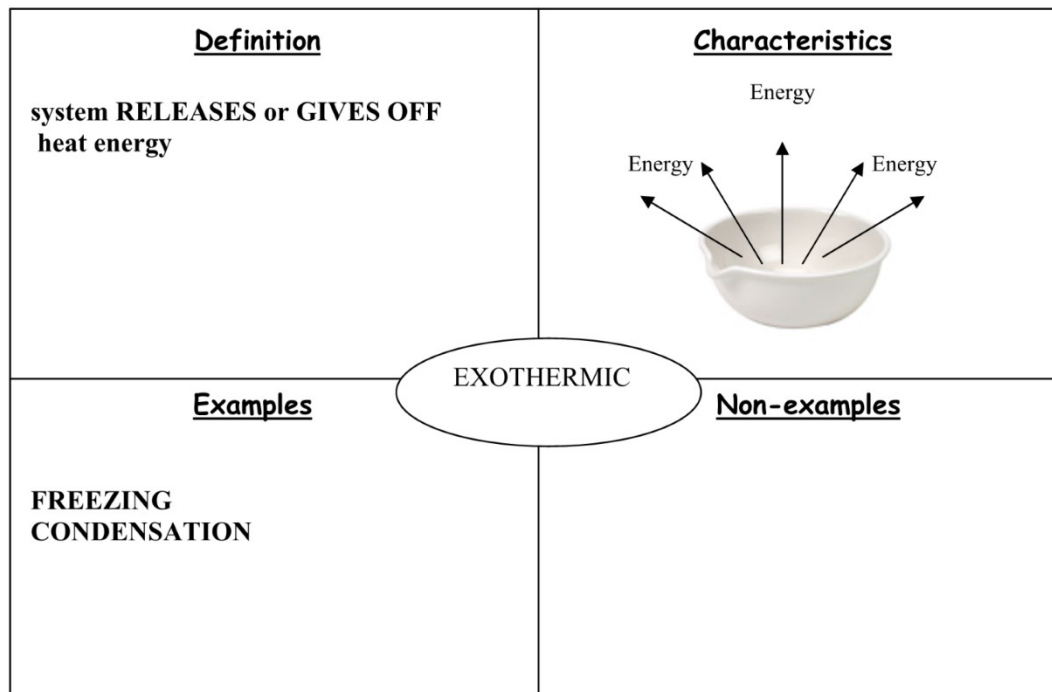 Definition
system RELEASES or GIVES OFF
heat energy
Characteristics
Energy
Energy
Energy
EXOTHERMIC
Examples
FREEZING
CONDENSATION
Non-examples